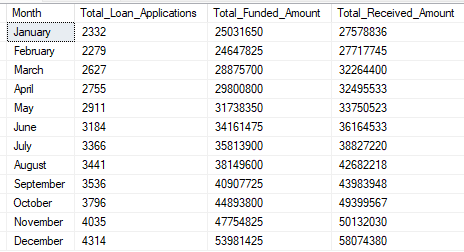 Month Total_Loan_Applications Total_Funded_Amount Total_Received_Amount
January 2332 25031650 27578836
February 2279 24647825 27717745
March 2627 28875700 32264400
April 2755 29800800 32495533
May 2911 31738350 33750523
June 3184 34161475 36164533
July 3366 35813900 38827220
August 3441 38149600 42682218
September 3536 40907725 43983948
October 3796 44893800 49399567
November 4035 47754825 50132030
December 4314 53981425 58074380